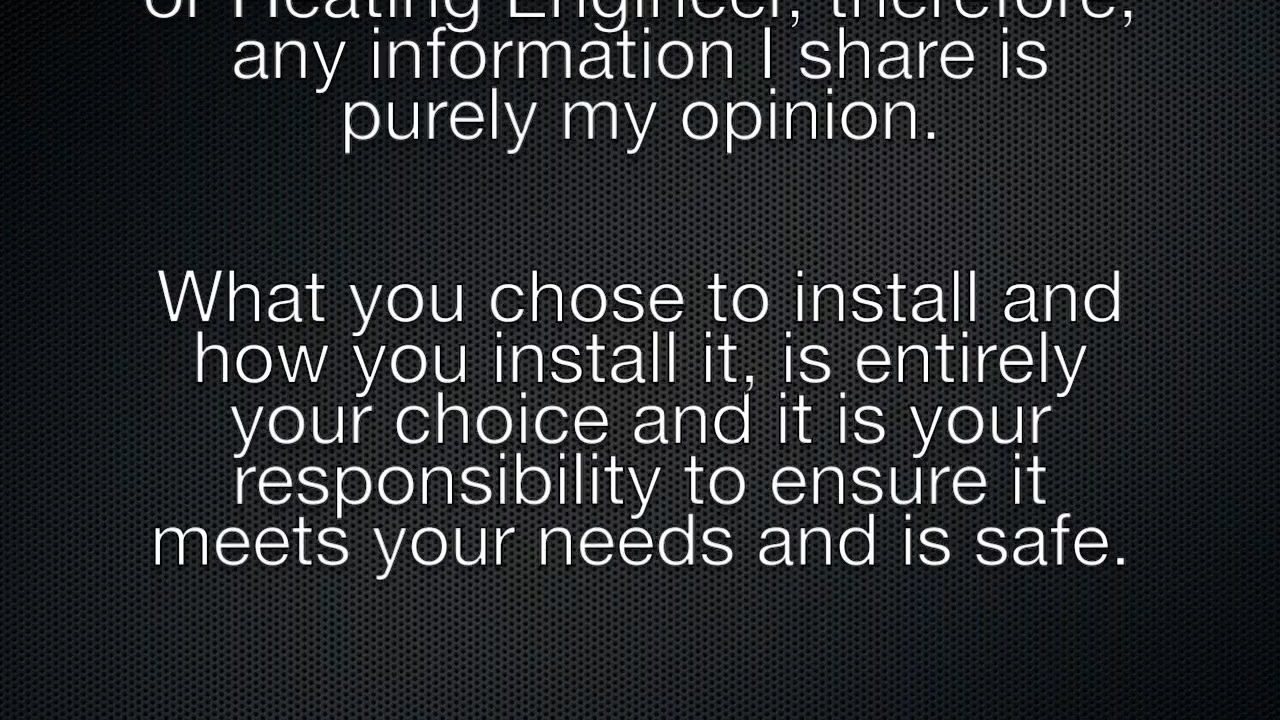 or Heating Engineer, therefore,
any information I share is
purely my opinion.
What you chose to install and
how you install it, is entirely
your choice and it is your
responsibility to ensure it
meets your needs and is safe.